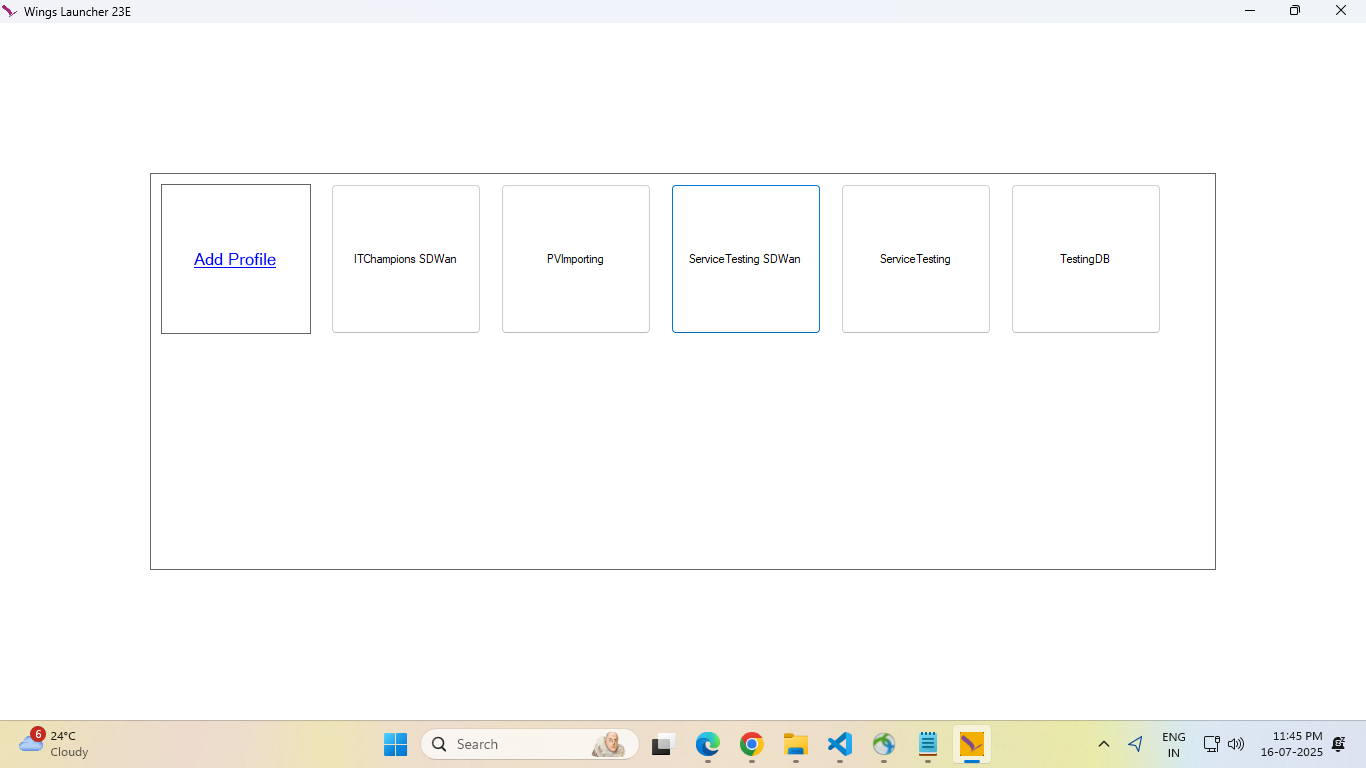 Wings Launcher 23E
Add Profile
ITChampions SDWan
PVImporting
ServiceTesting SDWan
ServiceTesting
TestingDB
6
24°C
Cloudy
Search
ENG
IN
11:45 PM
16-07-2025